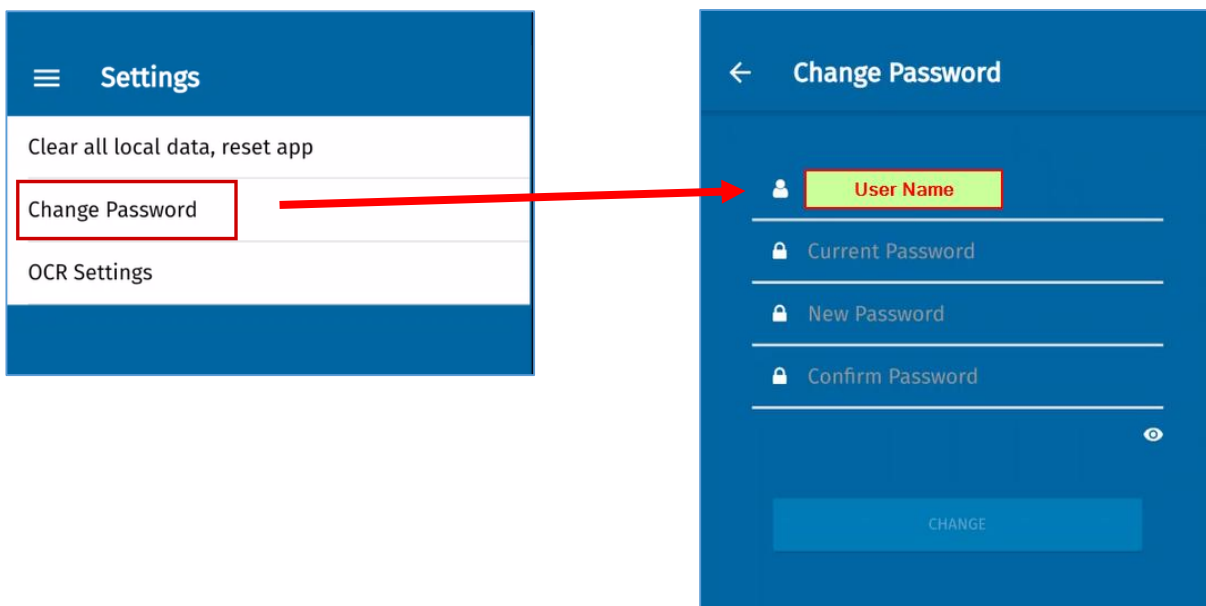 Settings
Clear all local data, reset app
Change Password
OCR Settings
Change Password
User Name
Current Password
New Password
Confirm Password
CHANGE